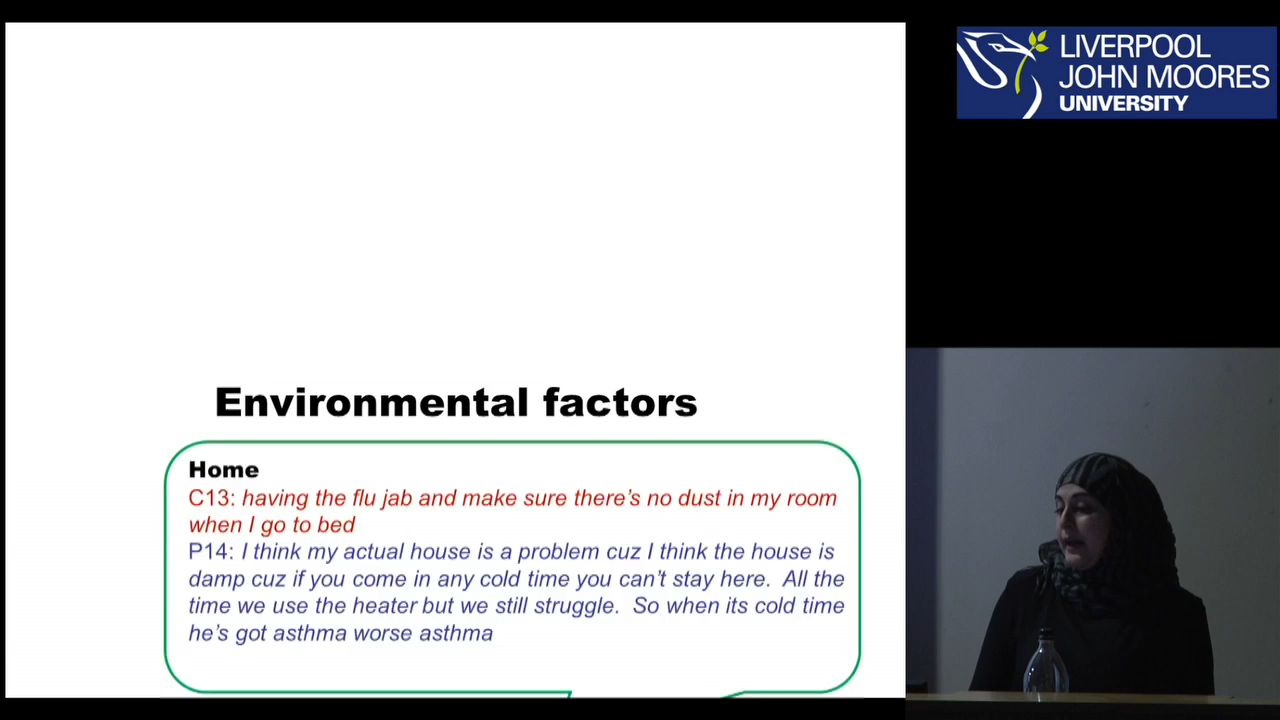 LIVERPOOL
JOHN MOORES
UNIVERSITY
Environmental factors
Home
C13: having the flu jab and make sure there's no dust in my room
when I go to bed
P14: I think my actual house is a problem cuz I think the house is
damp cuz if you come in any cold time you can't stay here.  All the
time we use the heater but we still struggle.  So when its cold time
he's got asthma worse asthma